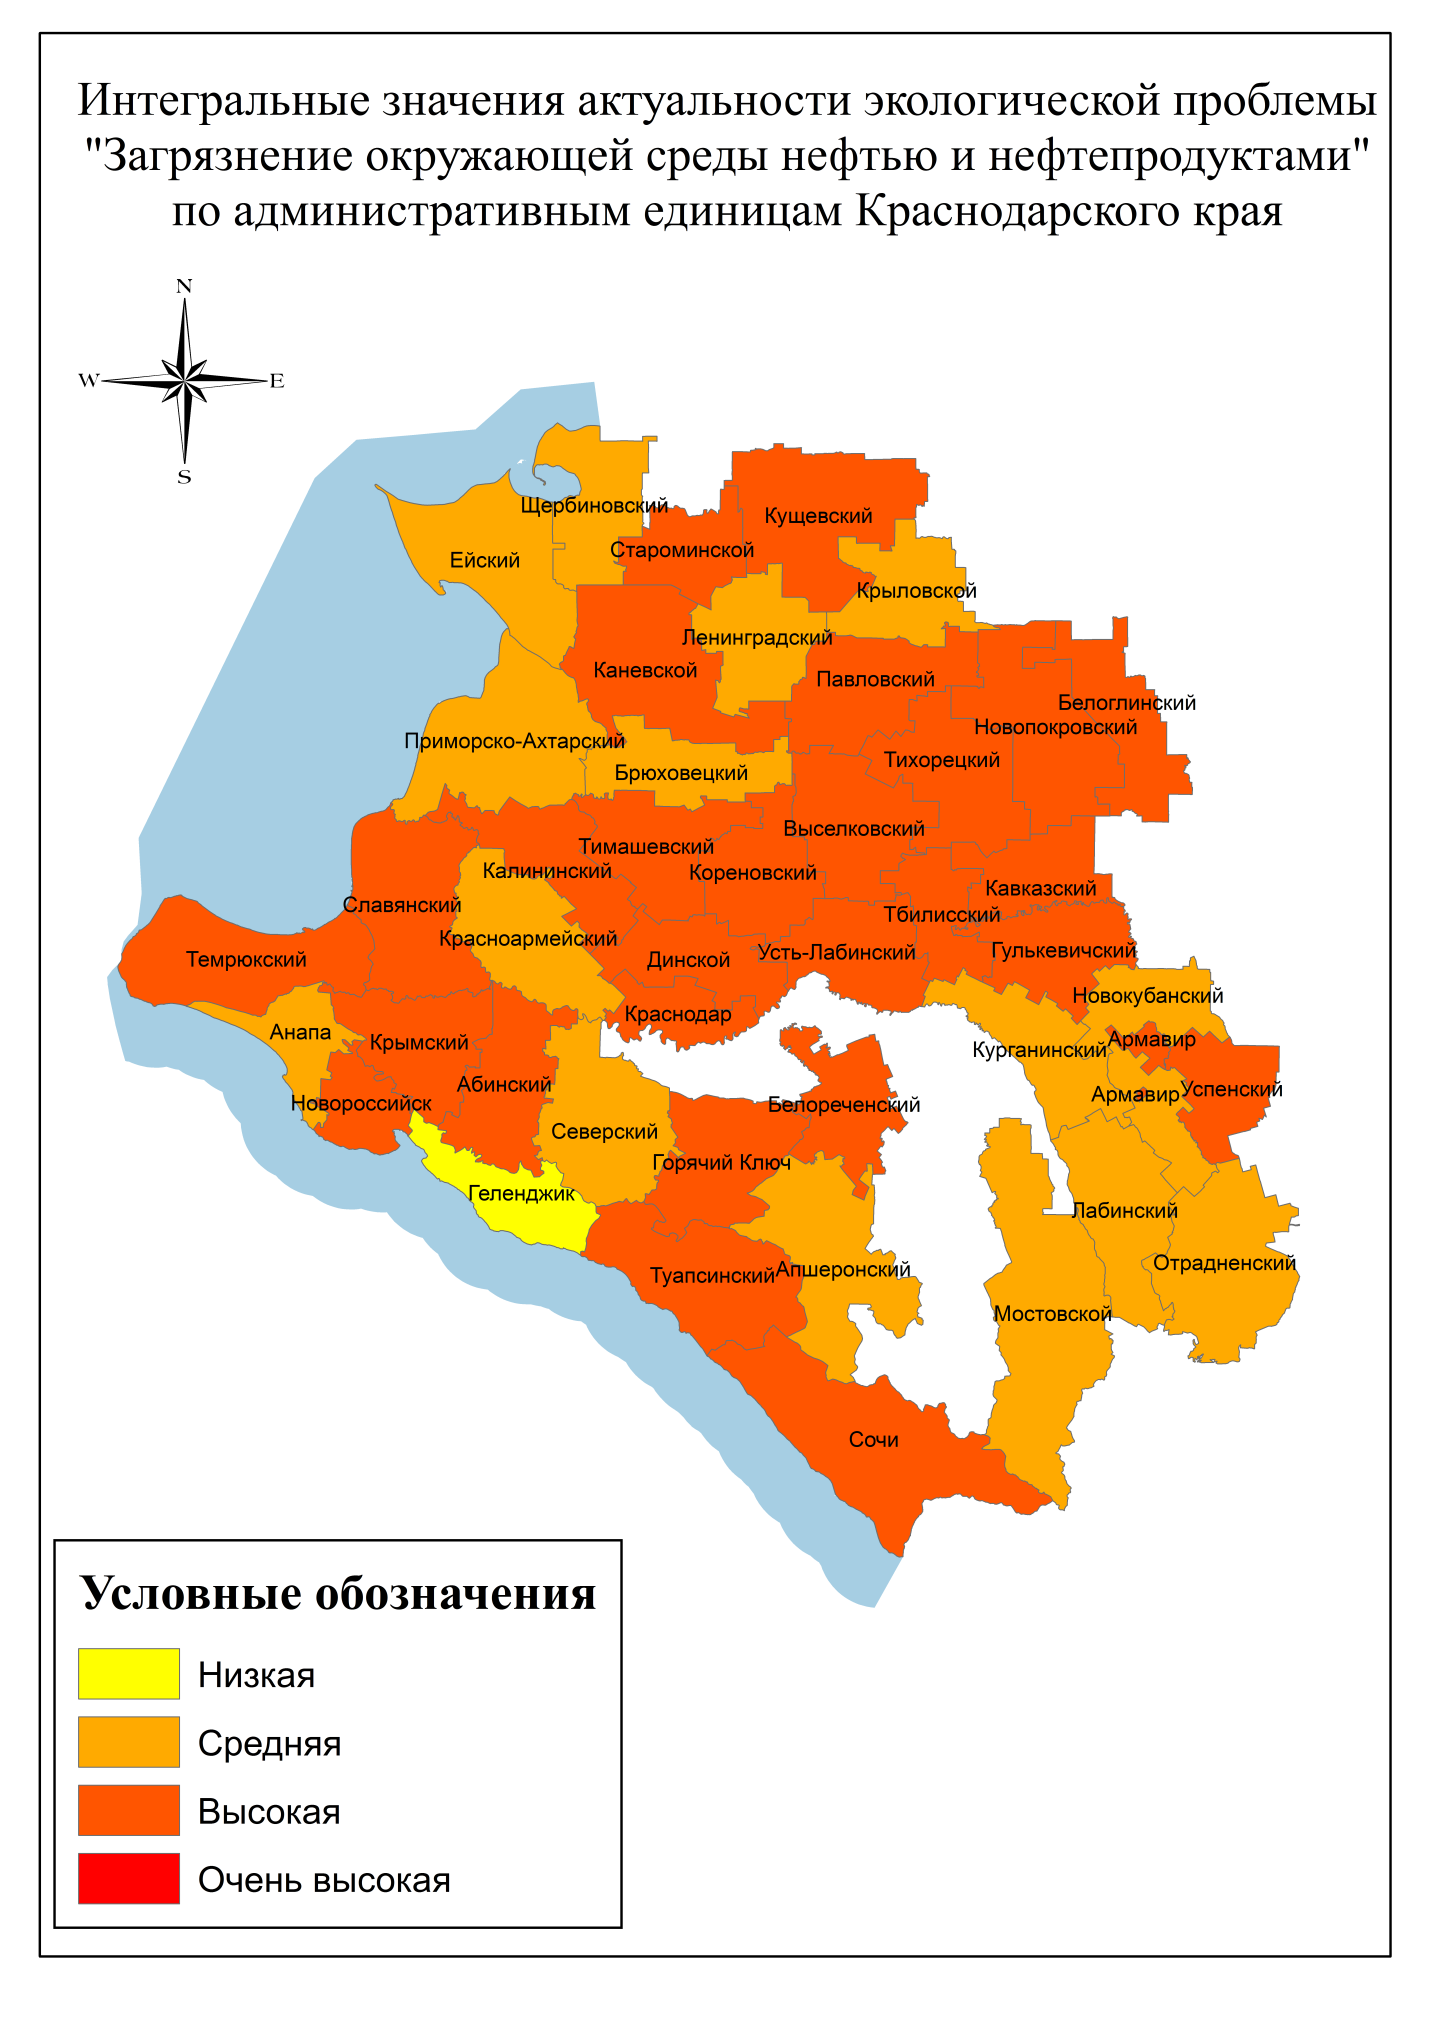 Интегральные значения актуальности экологической проблемы
"Загрязнение окружающей среды нефтью и нефтепродуктами"
по административным единицам Краснодарского края
N
W
E
S
Щербиновский
Кущевский
Староминской
Ейский
Крыловской
Ленинградский
Каневской
Павловский
Белоглинский
Новопокровский
Приморско-Ахтарский
Тихорецкий
Брюховецкий
Выселковский
Тимашевский
Калининский
Кореновский
Кавказский
Славянский
Тбилисский
Красноармейский
Гулькевичский
Усть-Лабинский
Темрюкский
Динской
Новокубанский
Краснодар
Анапа
Армавир
Крымский
Курганинский
Абинский
Успенский
Армавир
Новороссийск
Белореченский
Северский
Горячий Ключ
Геленджик
Лабинский
Отрадненский
Апшеронский
Туапсинский
Мостовской
Сочи
Условные обозначения
Низкая
Средняя
Высокая
Очень высокая